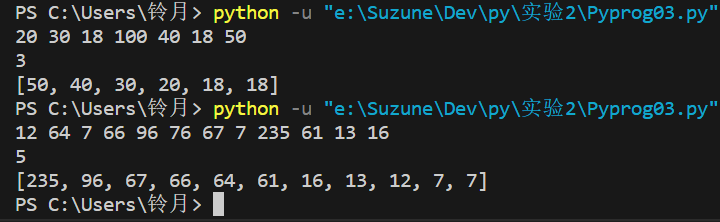 PS C:\Users\铃月> python -u "e:\Suzune\Dev\py\实验2\Pyprog03.py"
20 30 18 100 40 18 50
3
[50, 40, 30, 20, 18, 18]
PS C:\Users\铃月> python -u "e:\Suzune\Dev\py\实验2\Pyprog03.py"
12 64 7 66 96 76 67 7 235 61 13 16
5
[235, 96, 67, 66, 64, 61, 16, 13, 12, 7, 7]
PS C:\Users\铃月>